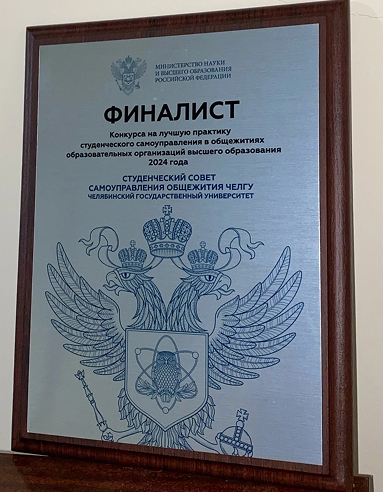 МИНИСТЕРСТВО НАУКИ
И ВЫСШЕГО ОБРАЗОВАНИЯ
РОССИЙСКОЙ ФЕДЕРАЦИИ
ФИНАЛИСТ
Конкурса на лучшую практику
студенческого самоуправления в общежитиях
образовательных организаций высшего образования
2024 года
СТУДЕНЧЕСКИЙ СОВЕТ
САМОУПРАВЛЕНИЯ ОБЩЕЖИТИЯ ЧЕЛГУ
ЧЕЛЯБИНСКИЙ ГОСУДАРСТВЕННЫЙ УНИВЕРСИТЕТ